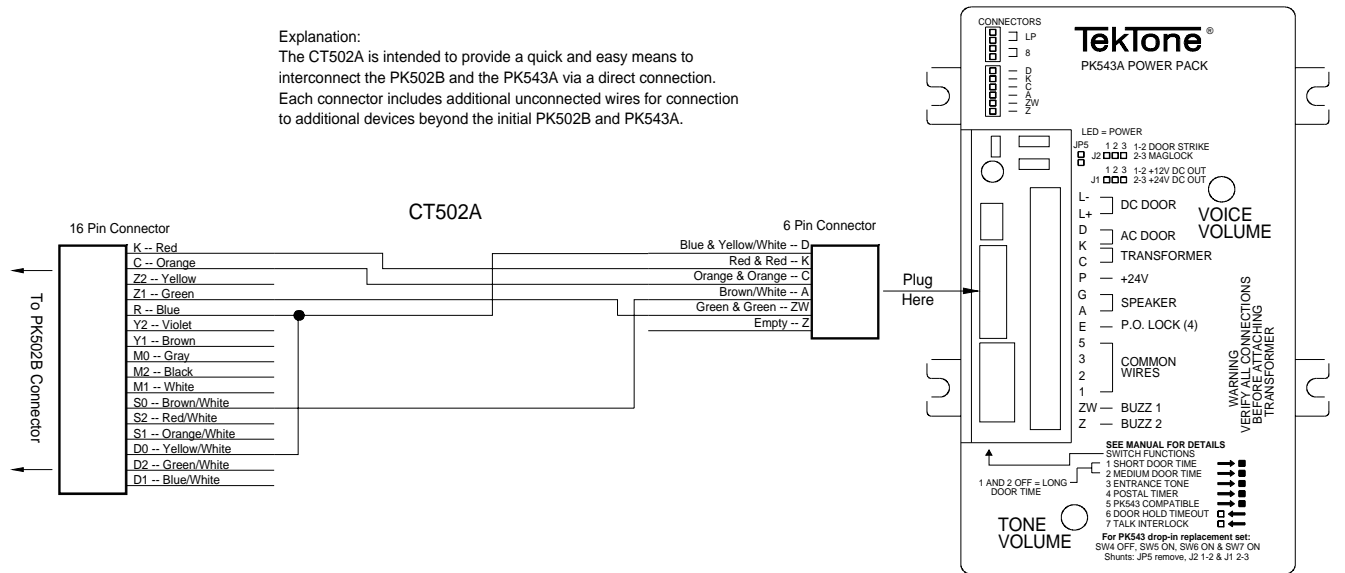 Explanation:
The CT502A is intended to provide a quick and easy means to
interconnect the PK502B and the PK543A via a direct connection.
Each connector includes additional unconnected wires for connection
to additional devices beyond the initial PK502B and PK543A.
CT502A
16 Pin Connector
K -- Red
C -- Orange
Z2 -- Yellow
Z1 -- Green
R -- Blue
Y2 -- Violet
Y1 -- Brown
M0 -- Gray
M2 -- Black
M1 -- White
S0 -- Brown/White
S2 -- Red/White
S1 -- Orange/White
D0 -- Yellow/White
D2 -- Green/White
D1 -- Blue/White
To PK502B Connector
6 Pin Connector
Blue & Yellow/White -- D
Red & Red -- K
Orange & Orange -- C
Brown/White -- A
Green & Green -- ZW
Empty -- Z
Plug
Here
CONNECTORS
LP
8
D
K
C
A
ZW
Z
TekTone®
PK543A POWER PACK
LED = POWER
JP5
1 2 3 1-2 DOOR STRIKE
J2 2-3 MAGLOCK
1 2 3 1-2 +12V DC OUT
J1 2-3 +24V DC OUT
L-
L+
DC DOOR
D
K
AC DOOR
C
TRANSFORMER
P — +24V
G
A
SPEAKER
E — P.O. LOCK (4)
5
3
2
1
COMMON
WIRES
ZW — BUZZ 1
Z — BUZZ 2
VOICE
VOLUME
WARNING
VERIFY ALL CONNECTIONS
BEFORE ATTACHING
TRANSFORMER
SEE MANUAL FOR DETAILS
SWITCH FUNCTIONS
1 SHORT DOOR TIME
2 MEDIUM DOOR TIME
3 ENTRANCE TONE
4 POSTAL TIMER
5 PK543 COMPATIBLE
6 DOOR HOLD TIMEOUT
7 TALK INTERLOCK
1 AND 2 OFF = LONG
DOOR TIME
TONE
VOLUME
For PK543 drop-in replacement set:
SW4 OFF, SW5 ON, SW6 ON & SW7 ON
Shunts: JP5 remove, J2 1-2 & J1 2-3